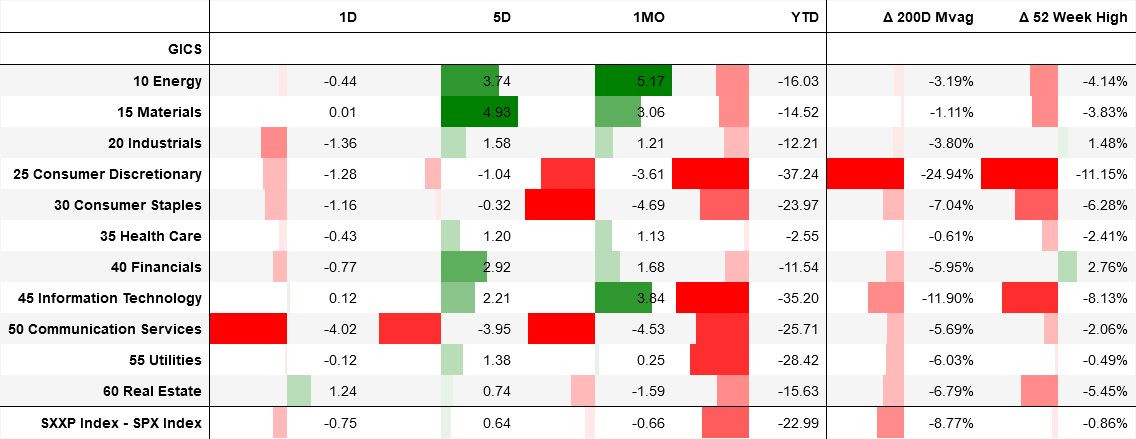 1D 5D 1MO YTD Δ 200D Mvag Δ 52 Week High
GICS
10 Energy -0.44 3.74 5.17 -16.03 -3.19% -4.14%
15 Materials 0.01 4.93 3.06 -14.52 -1.11% -3.83%
20 Industrials -1.36 1.58 1.21 -12.21 -3.80% 1.48%
25 Consumer Discretionary -1.28 -1.04 -3.61 -37.24 -24.94% -11.15%
30 Consumer Staples -1.16 -0.32 -4.69 -23.97 -7.04% -6.28%
35 Health Care -0.43 1.20 1.13 -2.55 -0.61% -2.41%
40 Financials -0.77 2.92 1.68 -11.54 -5.95% 2.76%
45 Information Technology 0.12 2.21 3.84 -35.20 -11.90% -8.13%
50 Communication Services -4.02 -3.95 -4.53 -25.71 -5.69% -2.06%
55 Utilities -0.12 1.38 0.25 -28.42 -6.03% -0.49%
60 Real Estate 1.24 0.74 -1.59 -15.63 -6.79% -5.45%
SXXP Index - SPX Index -0.75 0.64 -0.66 -22.99 -8.77% -0.86%